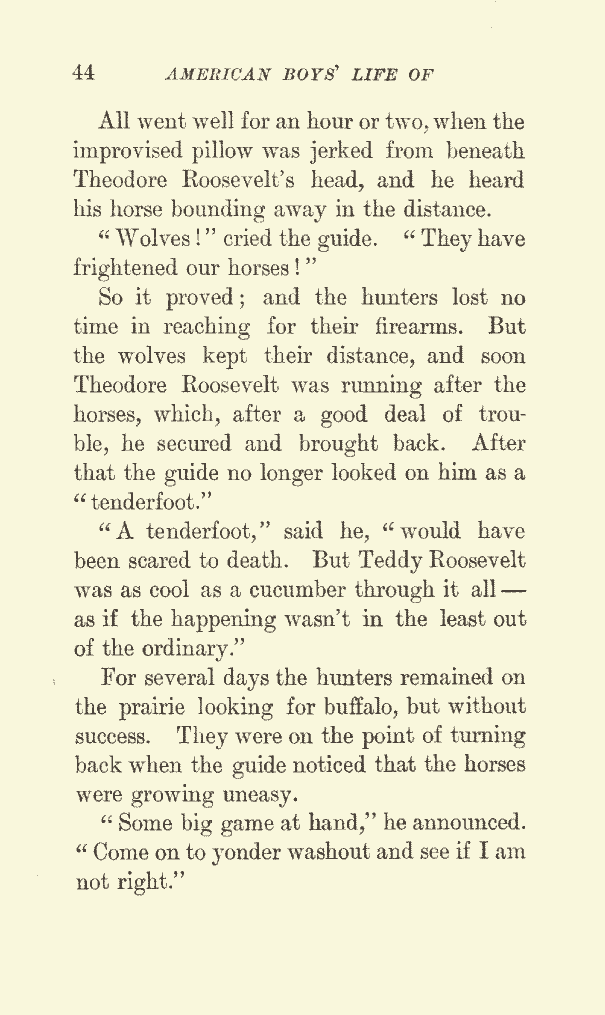 44 AMERICAN BOYS' LIFE OF
All went well for an hour or two, when the
improvised pillow was jerked from beneath
Theodore Roosevelt's head, and he heard
his horse bounding away in the distance.
“Wolves!” cried the guide. “They have
frightened our horses!”
So it proved; and the hunters lost no
time in reaching for their firearms. But
the wolves kept their distance, and soon
Theodore Roosevelt was running after the
horses, which, after a good deal of trou-
ble, he secured and brought back. After
that the guide no longer looked on him as a
“tenderfoot.”
“A tenderfoot,” said he, “would have
been scared to death. But Teddy Roosevelt
was as cool as a cucumber through it all —
as if the happening wasn't in the least out
of the ordinary.”
For several days the hunters remained on
the prairie looking for buffalo, but without
success. They were on the point of turning
back when the guide noticed that the horses
were growing uneasy.
“Some big game at hand,” he announced.
“Come on to yonder washout and see if I am
not right.”